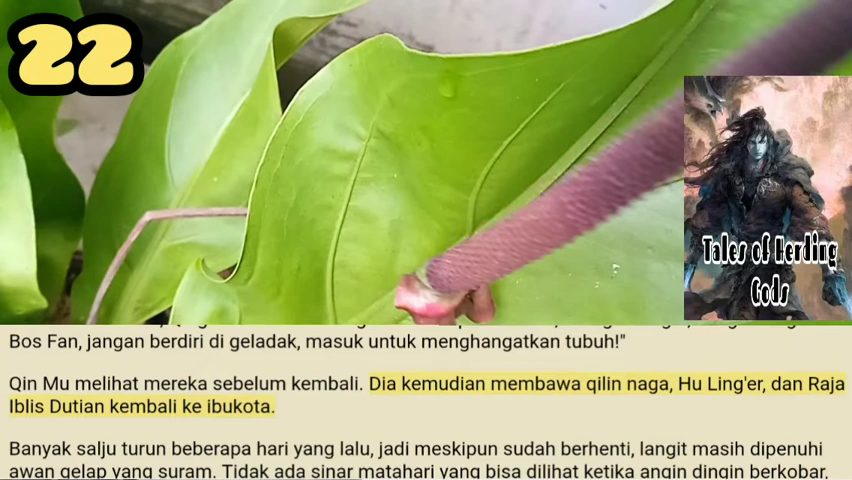 22
Tales of Herding
Gods
Bos Fan, jangan berdiri di geladak, masuk untuk menghangatkan tubuh!"
Qin Mu melihat mereka sebelum kembali. Dia kemudian membawa qilin naga, Hu Ling'er, dan Raja
Iblis Dutian kembali ke ibukota.
Banyak salju turun beberapa hari yang lalu, jadi meskipun sudah berhenti, langit masih dipenuhi
awan gelap yang suram. Tidak ada sinar matahari yang bisa dilihat ketika angin dingin berkobar,